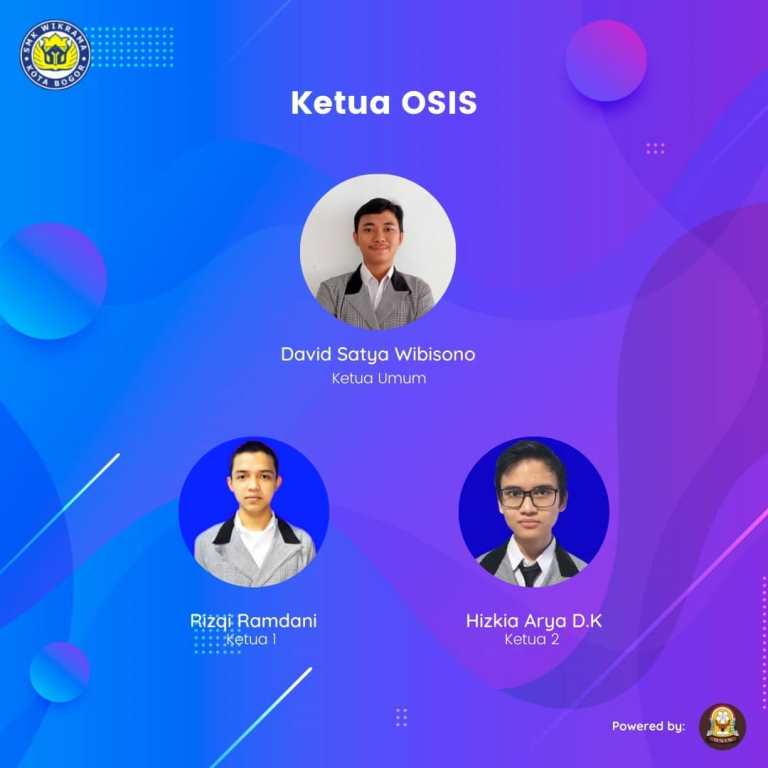 SMK WIKRAMA
KOTA BOGOR
Ketua OSIS
David Satya Wibisono
Ketua Umum
Rizqi Ramdani
Ketua 1
Hizkia Arya D.K
Ketua 2
Powered by: